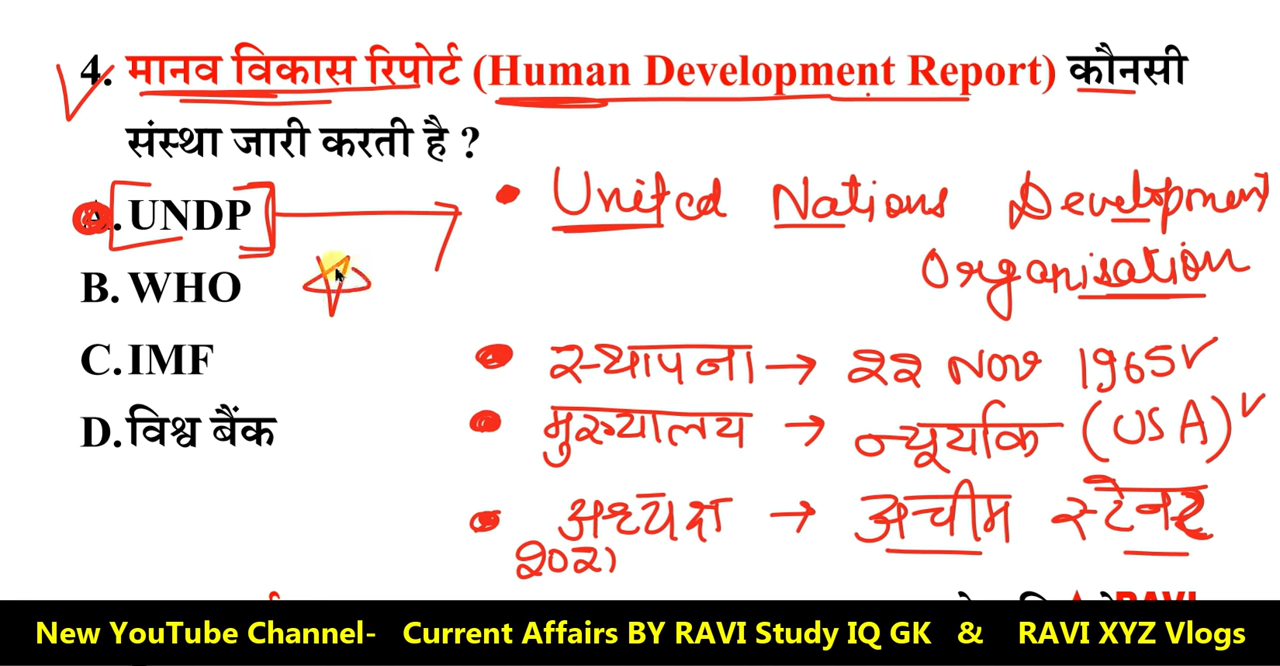 4. मानव विकास रिपोर्ट (Human Development Report) कौनसी
संस्था जारी करती है ?
A. UNDP
B. WHO
C. IMF
D. विश्व बैंक
• United Nations Development
Organisation
• स्थापना → 22 Nov 1965
• मुख्यालय → न्यूर्याक (USA)
• अध्यक्ष → अचीम स्टेनर
2021
RAVI
New YouTube Channel- Current Affairs BY RAVI Study IQ GK & RAVI XYZ Vlogs